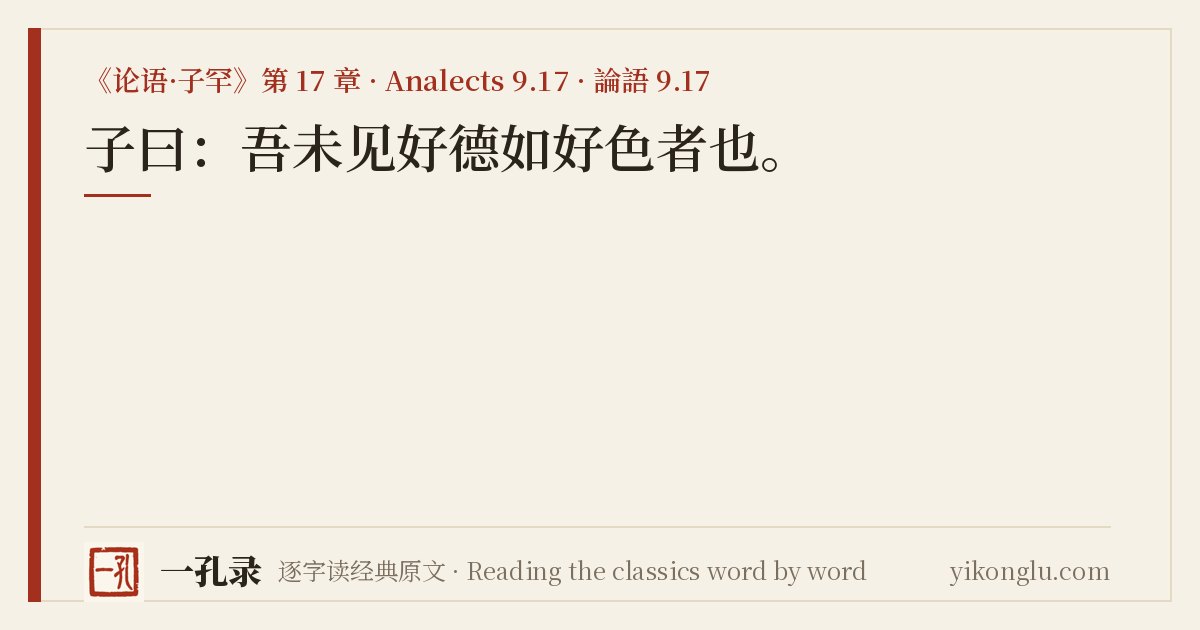 《论语·子罕》第 17 章 · Analects 9.17 · 論語 9.17
子曰：吾未见好德如好色者也。
一孔 一孔录 逐字读经典原文 · Reading the classics word by word yikonglu.com